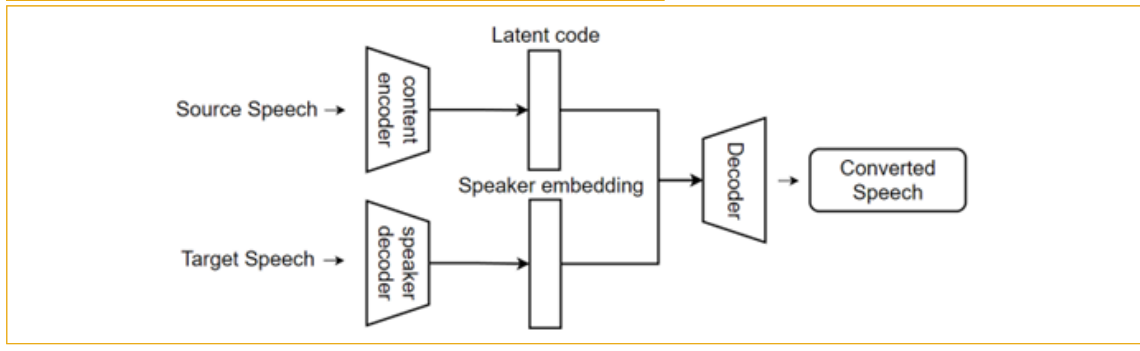 Latent code
Source Speech
content
encoder
Speaker embedding
Decoder
Converted
Speech
Target Speech
speaker
decoder